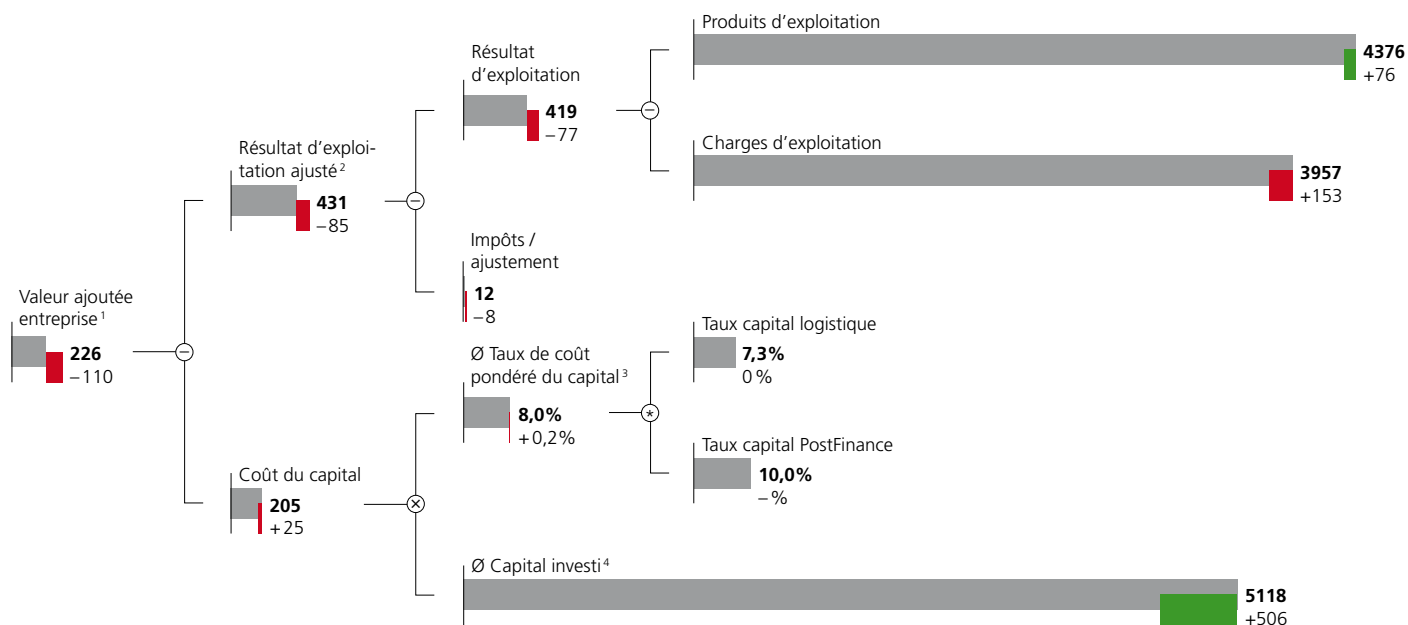 Produits d’exploitation
4376
+76
Résultat
d’exploitation
419
–77
–
Charges d’exploitation
3957
+153
Résultat d’exploi-
tation ajusté 2
431
–85
–
Impôts /
ajustement
12
–8
Valeur ajoutée
entreprise 1
226
–110
–
Taux capital logistique
7,3%
0 %
Ø Taux de coût
pondéré du capital 3
8,0%
+0,2%
*
Taux capital PostFinance
10,0%
– %
Coût du capital
205
+25
×
Ø Capital investi 4
5118
+506